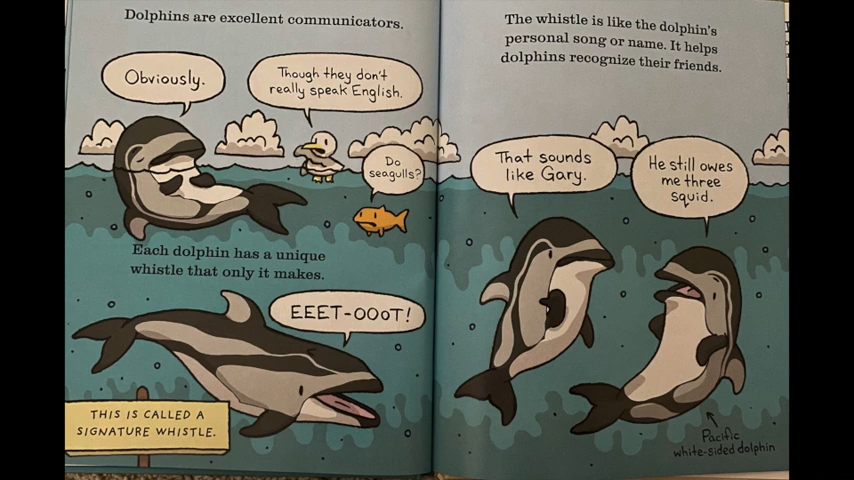 Dolphins are excellent communicators.
Obviously.
Though they don't
really speak English.
Do
seagulls?
Each dolphin has a unique
whistle that only it makes.
EEET-OOOT!
THIS IS CALLED A
SIGNATURE WHISTLE.
The whistle is like the dolphin's
personal song or name. It helps
dolphins recognize their friends.
That sounds
like Gary.
He still owes
me three
squid.
Pacific
white-sided dolphin